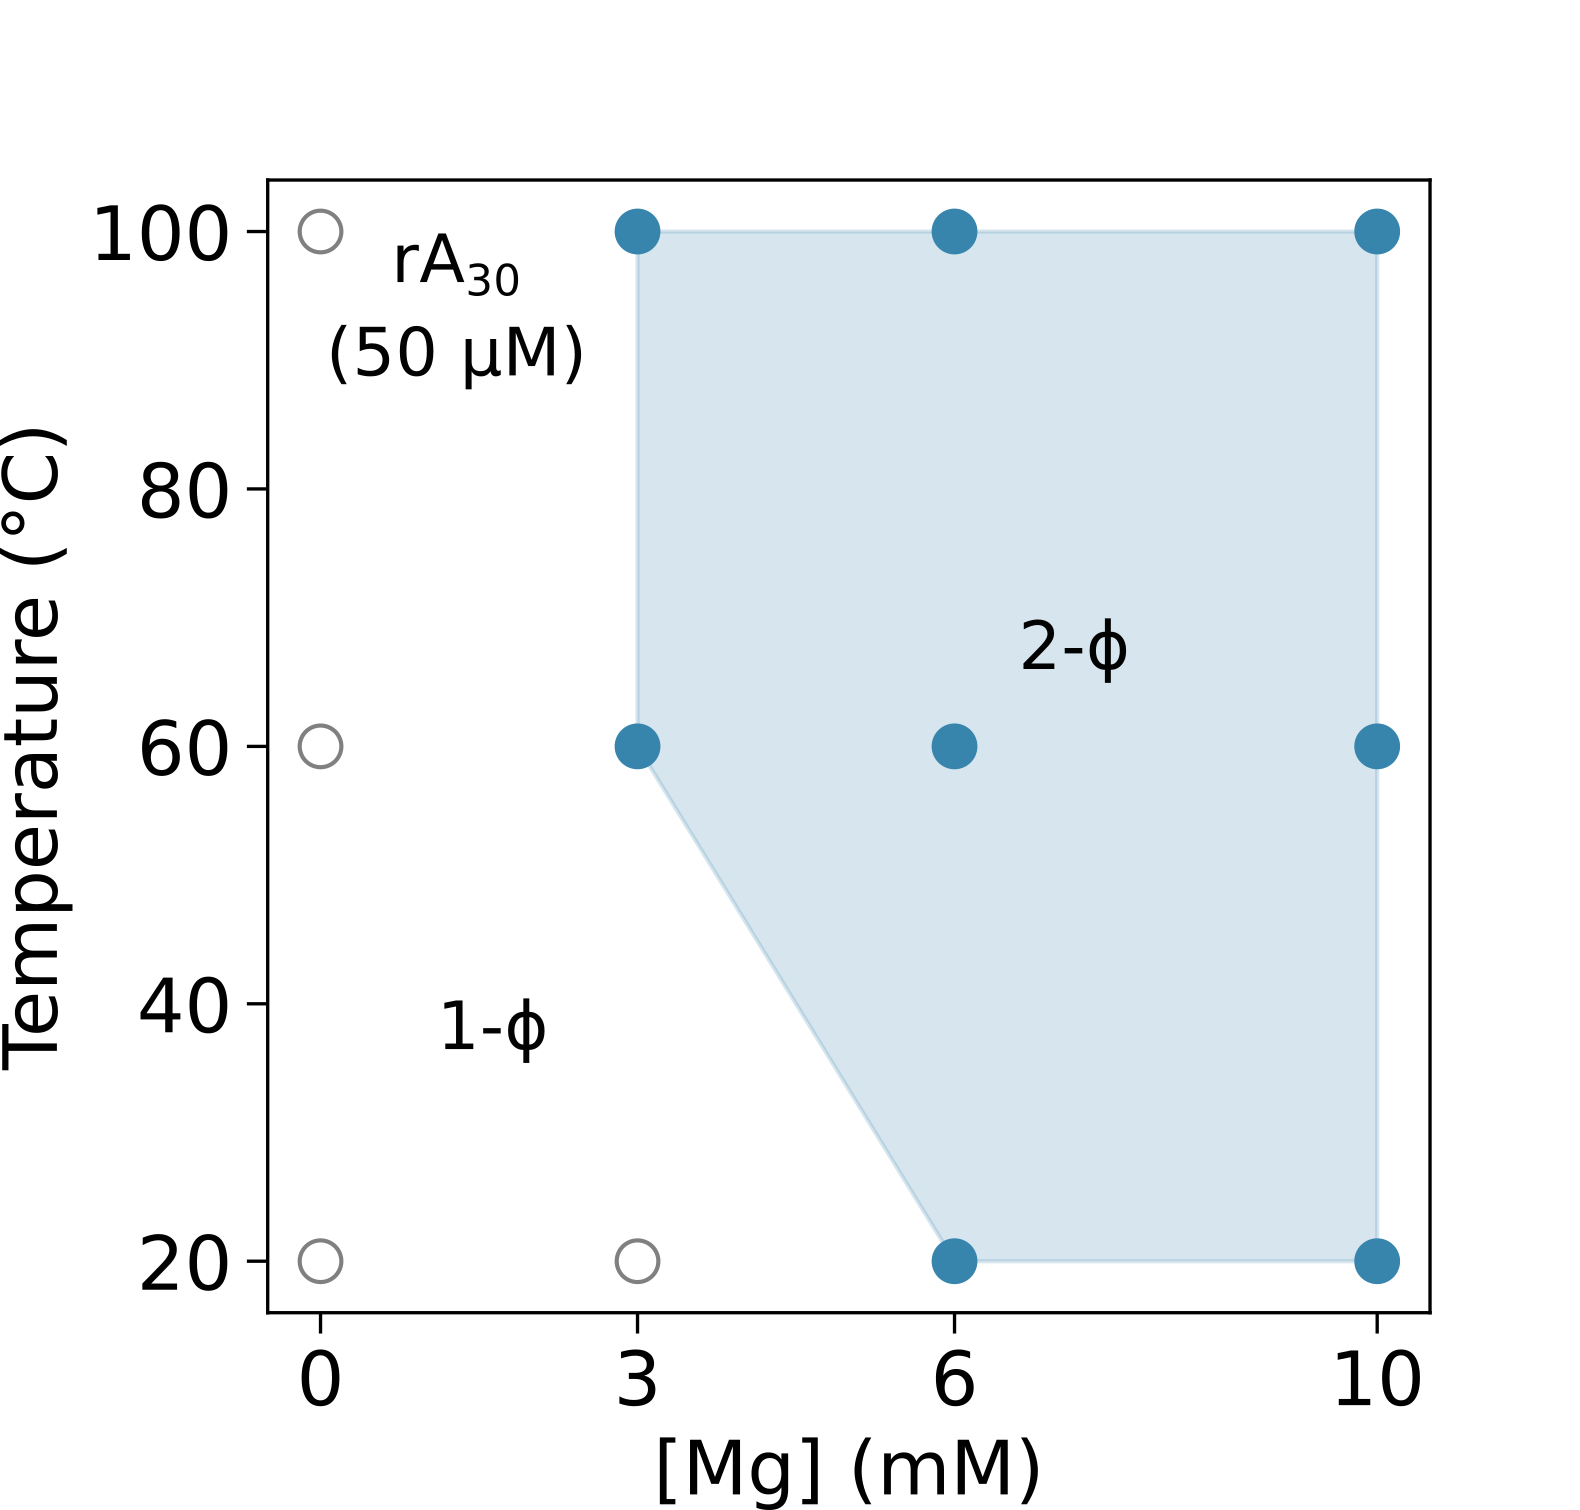 rA₃₀
(50 µM)
2-ϕ
1-ϕ
Temperature (°C)
100
80
60
40
20
0 3 6 10
[Mg] (mM)